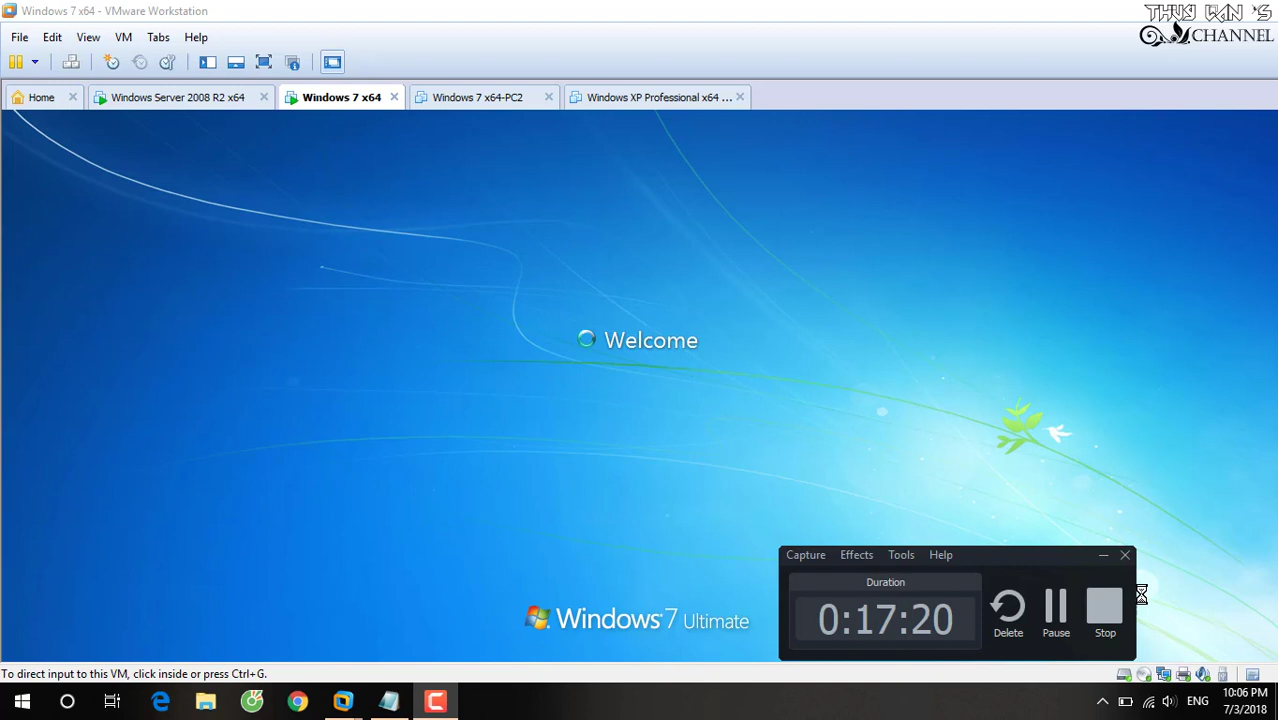 Windows 7 x64 - VMware Workstation
THUY WIN 'S
CHANNEL
File Edit View VM Tabs Help
Home Windows Server 2008 R2 x64 Windows 7 x64 Windows 7 x64-PC2 Windows XP Professional x64 ...
Welcome
Windows 7 Ultimate
Capture Effects Tools Help
Duration
0:17:20
Delete Pause Stop
To direct input to this VM, click inside or press Ctrl+G.
ENG
10:06 PM
7/3/2018